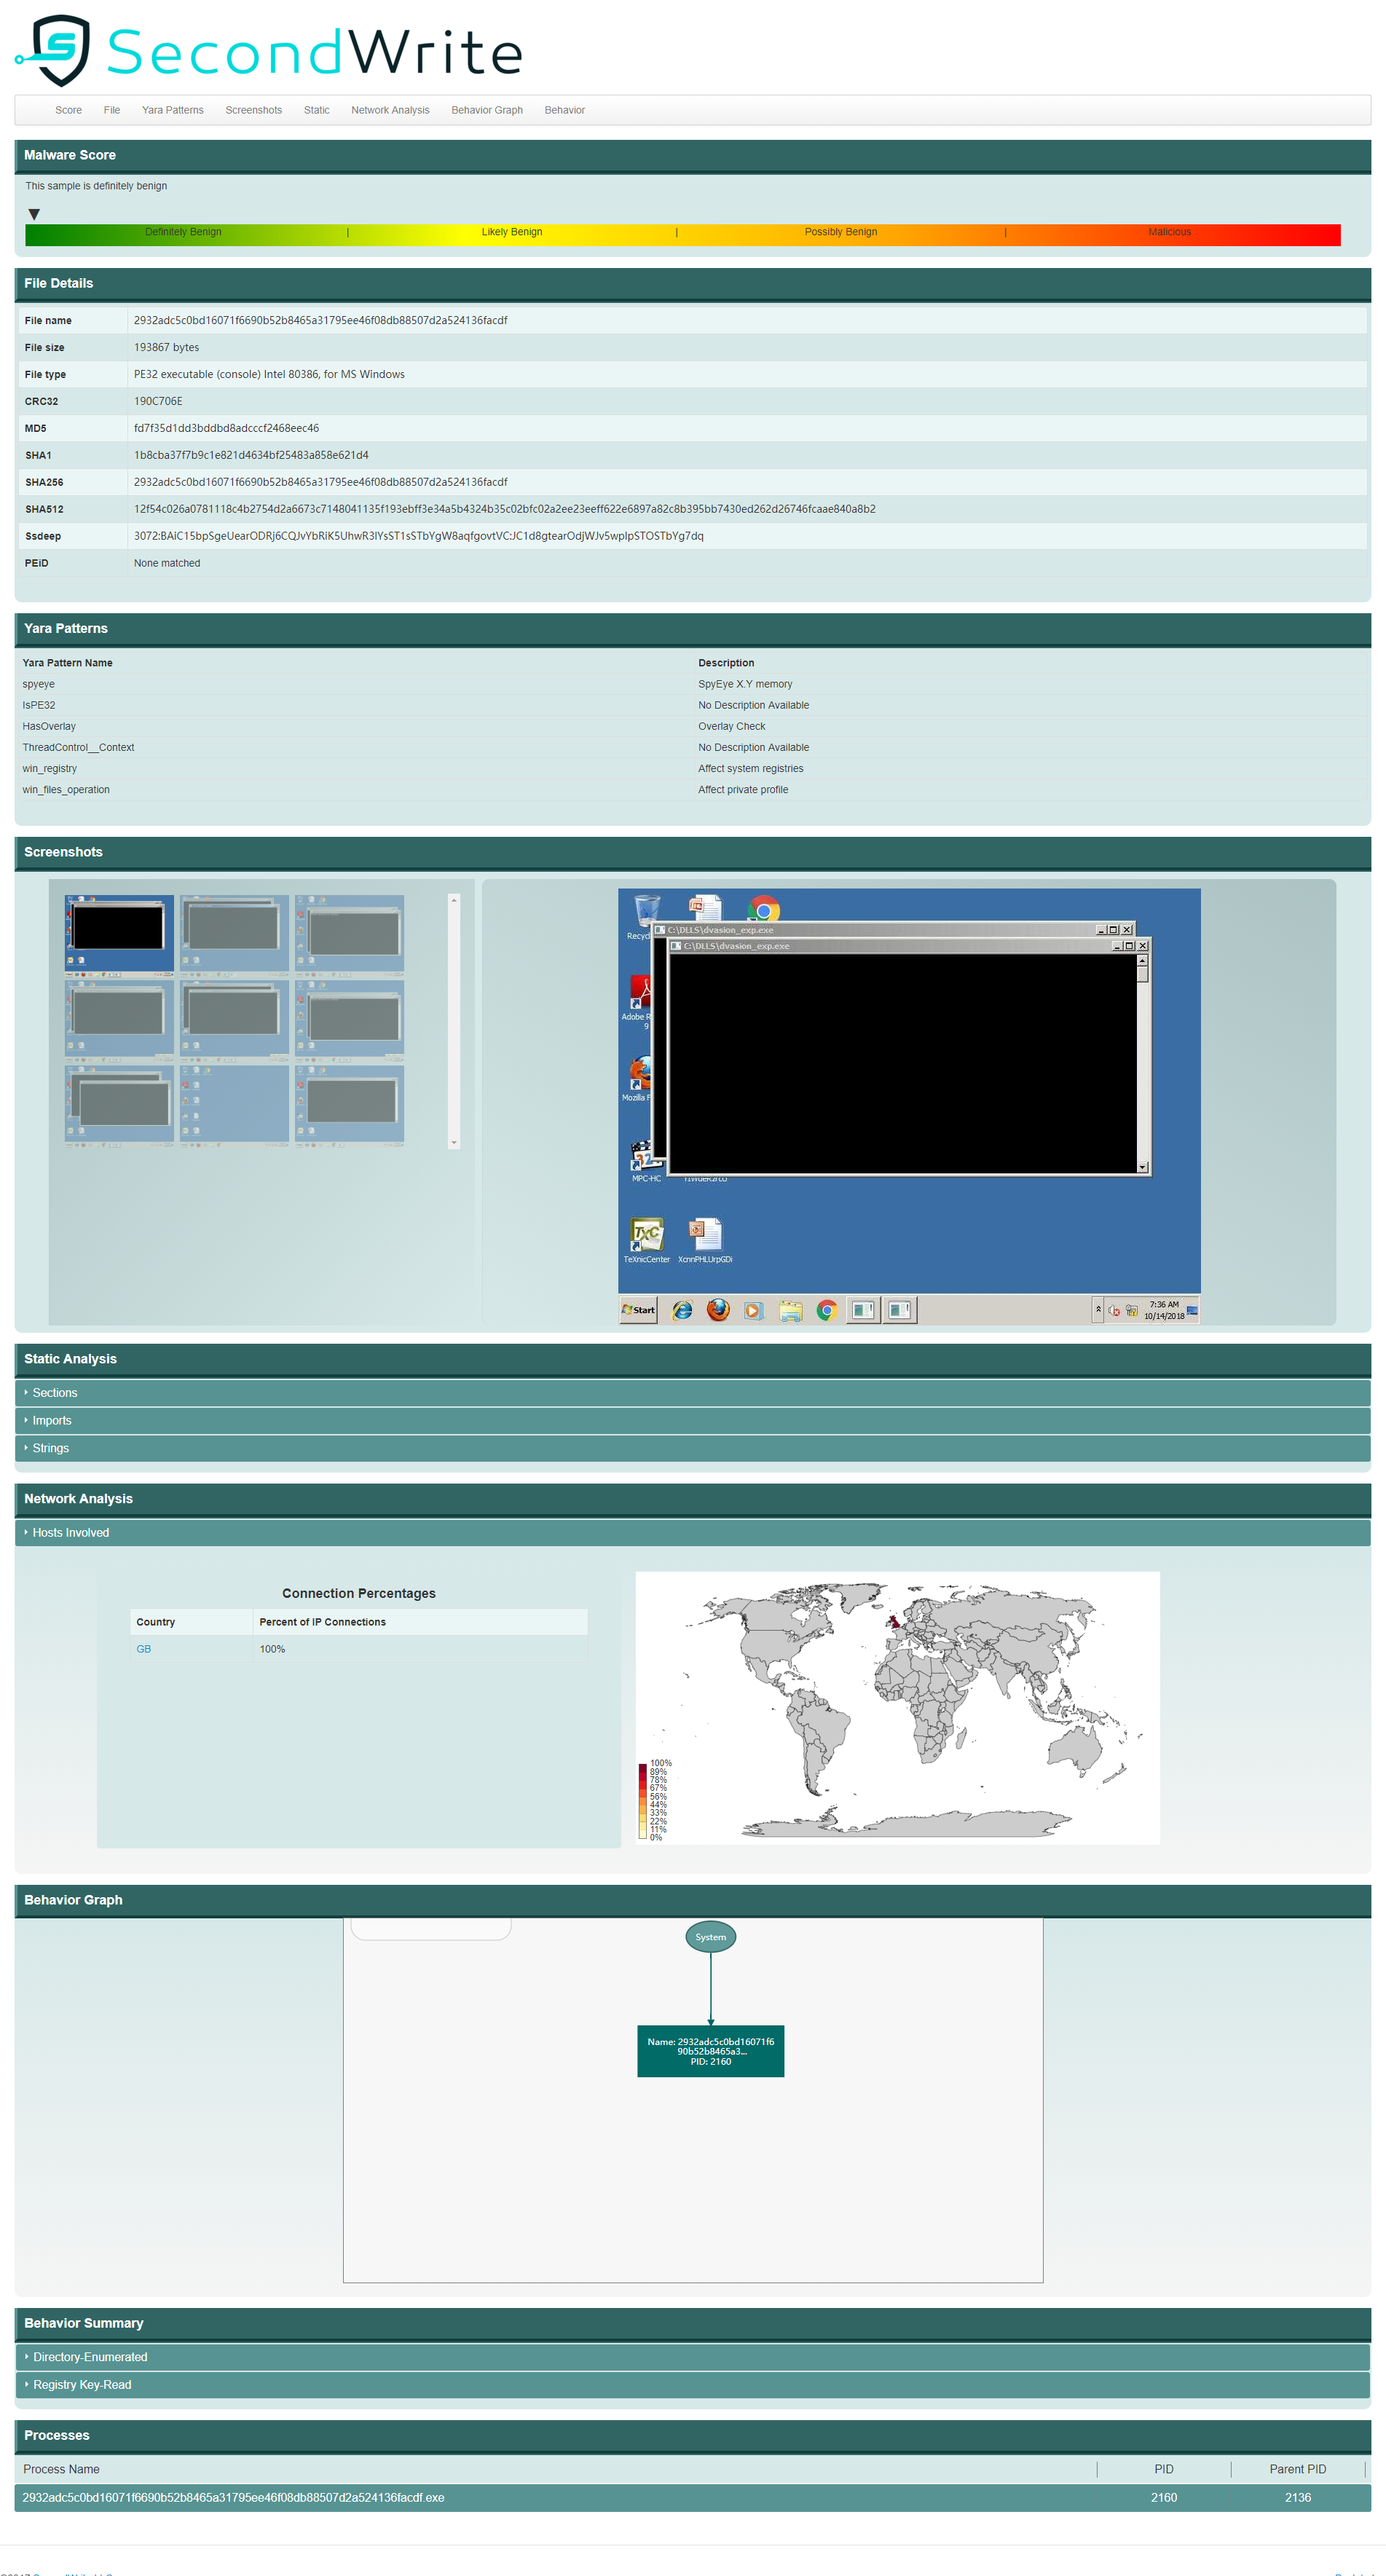 SecondWrite
Score File Yara Patterns Screenshots Static Network Analysis Behavior Graph Behavior
Malware Score
This sample is definitely benign
Definitely Benign | Likely Benign | Possibly Benign | Malicious
File Details
File name 2932adc5c0bd16071f6690b52b8465a31795ee46f08db88507d2a524136facdf
File size 193867 bytes
File type PE32 executable (console) Intel 80386, for MS Windows
CRC32 190C706E
MD5 fd7f35d1dd3bddbd8adcccf2468eec46
SHA1 1b8cba37f7b9c1e821d4634bf25483a858e621d4
SHA256 2932adc5c0bd16071f6690b52b8465a31795ee46f08db88507d2a524136facdf
SHA512 12f54c026a0781118c4b2754d2a6673c7148041135f193ebff3e34a5b4324b35c02bfc02a2ee23eeff622e6897a82c8b395bb7430ed262d26746fcaae840a8b2
Ssdeep 3072:BAiC15bpSgeUearODRj6CQJvYbRiK5UhwR3lYsST1sSTbYgW8aqfgovtVC:JC1d8gtearOdjWJv5wpIpSTOSTbYg7dq
PEiD None matched
Yara Patterns
Yara Pattern Name Description
spyeye SpyEye X.Y memory
IsPE32 No Description Available
HasOverlay Overlay Check
ThreadControl__Context No Description Available
win_registry Affect system registries
win_files_operation Affect private profile
Screenshots
C:\DLLS\dvasion_exp.exe
C:\DLLS\dvasion_exp.exe
Recyc
Adobe R
9
Mozilla F
MPC-HC
TeXnicCenter XcnnPHLUrpGDi
Start
7:36 AM
10/14/2018
Static Analysis
Sections
Imports
Strings
Network Analysis
Hosts Involved
Connection Percentages
Country Percent of IP Connections
GB 100%
100%
89%
78%
67%
56%
44%
33%
22%
11%
0%
Behavior Graph
System
Name: 2932adc5c0bd16071f6
90b52b8465a3...
PID: 2160
Behavior Summary
Directory-Enumerated
Registry Key-Read
Processes
Process Name PID Parent PID
2932adc5c0bd16071f6690b52b8465a31795ee46f08db88507d2a524136facdf.exe 2160 2136